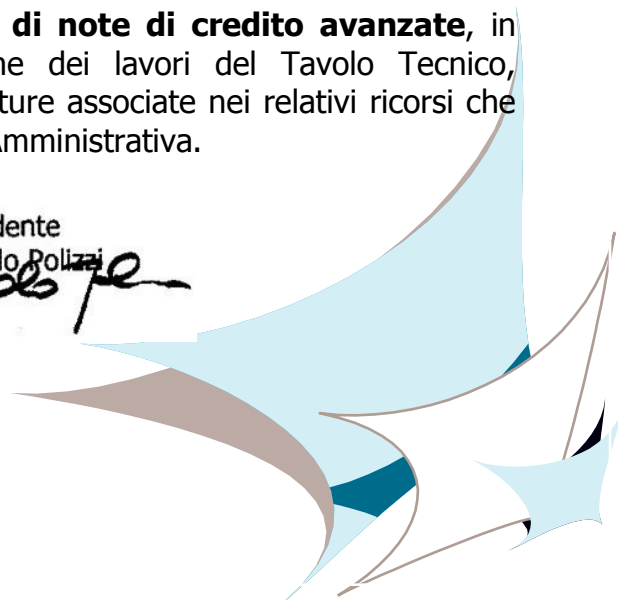 di note di credito avanzate, in
ne dei lavori del Tavolo Tecnico,
ture associate nei relativi ricorsi che
Amministrativa.
dente
lo Polizzi